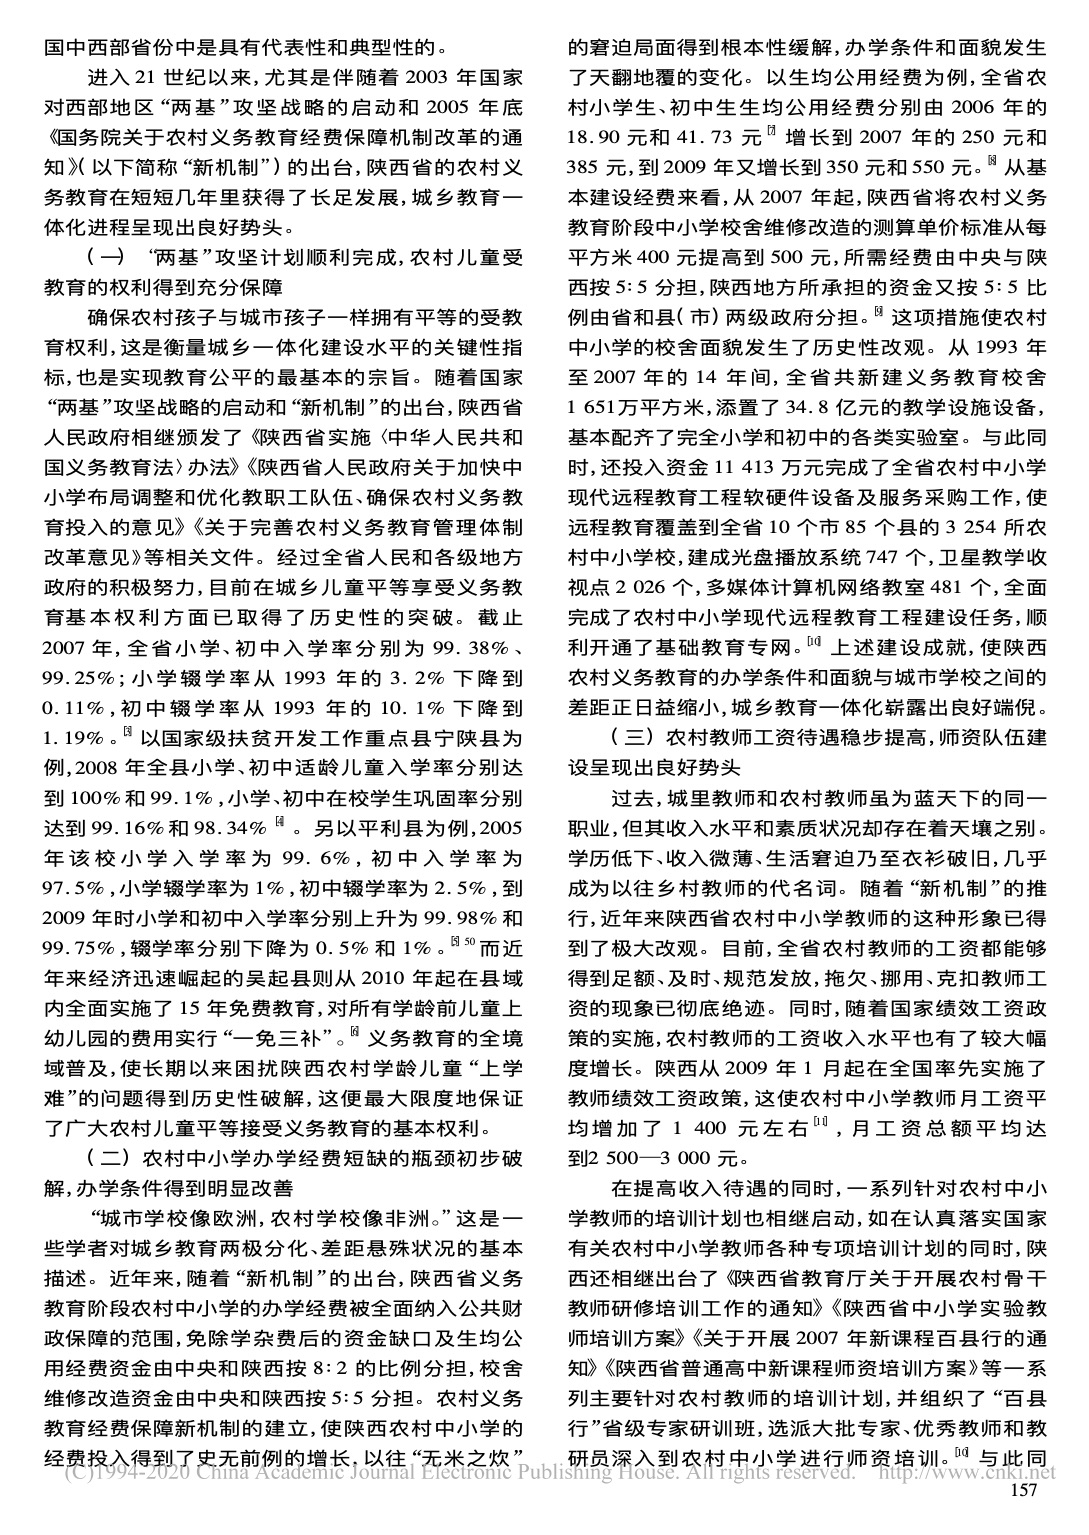 国中西部省份中是具有代表性和典型性的。
进入 21 世纪以来,尤其是伴随着 2003 年国家
对西部地区“两基”攻坚战略的启动和 2005 年底
《国务院关于农村义务教育经费保障机制改革的通
知》(以下简称“新机制”)的出台,陕西省的农村义
务教育在短短几年里获得了长足发展,城乡教育一
体化进程呈现出良好势头。
(一) “两基”攻坚计划顺利完成,农村儿童受
教育的权利得到充分保障
确保农村孩子与城市孩子一样拥有平等的受教
育权利,这是衡量城乡一体化建设水平的关键性指
标,也是实现教育公平的最基本的宗旨。随着国家
“两基”攻坚战略的启动和“新机制”的出台,陕西省
人民政府相继颁发了《陕西省实施〈中华人民共和
国义务教育法〉办法》《陕西省人民政府关于加快中
小学布局调整和优化教职工队伍、确保农村义务教
育投入的意见》《关于完善农村义务教育管理体制
改革意见》等相关文件。经过全省人民和各级地方
政府的积极努力,目前在城乡儿童平等享受义务教
育基本权利方面已取得了历史性的突破。截止
2007 年,全省小学、初中入学率分别为 99.38%、
99.25%;小学辍学率从 1993 年的 3.2% 下降到
0.11%,初中辍学率从 1993 年的 10.1% 下降到
1.19%。[3] 以国家级扶贫开发工作重点县宁陕县为
例,2008 年全县小学、初中适龄儿童入学率分别达
到 100% 和 99.1%,小学、初中在校学生巩固率分别
达到 99.16% 和 98.34% [4] 。另以平利县为例,2005
年该校小学入学率为 99.6%,初中入学率为
97.5%,小学辍学率为 1%,初中辍学率为 2.5%,到
2009 年时小学和初中入学率分别上升为 99.98% 和
99.75%,辍学率分别下降为 0.5% 和 1%。[5] 50 而近
年来经济迅速崛起的吴起县则从 2010 年起在县域
内全面实施了 15 年免费教育,对所有学龄前儿童上
幼儿园的费用实行“一免三补”。[6] 义务教育的全境
域普及,使长期以来困扰陕西农村学龄儿童“上学
难”的问题得到历史性破解,这便最大限度地保证
了广大农村儿童平等接受义务教育的基本权利。
(二) 农村中小学办学经费短缺的瓶颈初步破
解,办学条件得到明显改善
“城市学校像欧洲,农村学校像非洲。”这是一
些学者对城乡教育两极分化、差距悬殊状况的基本
描述。近年来,随着“新机制”的出台,陕西省义务
教育阶段农村中小学的办学经费被全面纳入公共财
政保障的范围,免除学杂费后的资金缺口及生均公
用经费资金由中央和陕西按 8:2 的比例分担,校舍
维修改造资金由中央和陕西按 5:5 分担。农村义务
教育经费保障新机制的建立,使陕西农村中小学的
经费投入得到了史无前例的增长,以往“无米之炊”
的窘迫局面得到根本性缓解,办学条件和面貌发生
了天翻地覆的变化。以生均公用经费为例,全省农
村小学生、初中生生均公用经费分别由 2006 年的
18.90 元和 41.73 元 [7] 增长到 2007 年的 250 元和
385 元,到 2009 年又增长到 350 元和 550 元。[8] 从基
本建设经费来看,从 2007 年起,陕西省将农村义务
教育阶段中小学校舍维修改造的测算单价标准从每
平方米 400 元提高到 500 元,所需经费由中央与陕
西按 5:5 分担,陕西地方所承担的资金又按 5:5 比
例由省和县(市)两级政府分担。[9] 这项措施使农村
中小学的校舍面貌发生了历史性改观。从 1993 年
至 2007 年的 14 年间,全省共新建义务教育校舍
1 651万平方米,添置了 34.8 亿元的教学设施设备,
基本配齐了完全小学和初中的各类实验室。与此同
时,还投入资金 11 413 万元完成了全省农村中小学
现代远程教育工程软硬件设备及服务采购工作,使
远程教育覆盖到全省 10 个市 85 个县的 3 254 所农
村中小学校,建成光盘播放系统 747 个,卫星教学收
视点 2 026 个,多媒体计算机网络教室 481 个,全面
完成了农村中小学现代远程教育工程建设任务,顺
利开通了基础教育专网。[10] 上述建设成就,使陕西
农村义务教育的办学条件和面貌与城市学校之间的
差距正日益缩小,城乡教育一体化崭露出良好端倪。
(三) 农村教师工资待遇稳步提高,师资队伍建
设呈现出良好势头
过去,城里教师和农村教师虽为蓝天下的同一
职业,但其收入水平和素质状况却存在着天壤之别。
学历低下、收入微薄、生活窘迫乃至衣衫破旧,几乎
成为以往乡村教师的代名词。随着“新机制”的推
行,近年来陕西省农村中小学教师的这种形象已得
到了极大改观。目前,全省农村教师的工资都能够
得到足额、及时、规范发放,拖欠、挪用、克扣教师工
资的现象已彻底绝迹。同时,随着国家绩效工资政
策的实施,农村教师的工资收入水平也有了较大幅
度增长。陕西从 2009 年 1 月起在全国率先实施了
教师绩效工资政策,这使农村中小学教师月工资平
均增加了 1 400 元左右 [11] ,月工资总额平均达
到2 500—3 000 元。
在提高收入待遇的同时,一系列针对农村中小
学教师的培训计划也相继启动,如在认真落实国家
有关农村中小学教师各种专项培训计划的同时,陕
西还相继出台了《陕西省教育厅关于开展农村骨干
教师研修培训工作的通知》《陕西省中小学实验教
师培训方案》《关于开展 2007 年新课程百县行的通
知》《陕西省普通高中新课程师资培训方案》等一系
列主要针对农村教师的培训计划,并组织了“百县
行”省级专家研训班,选派大批专家、优秀教师和教
研员深入到农村中小学进行师资培训。[10] 与此同
(C)1994-2020 China Academic Journal Electronic Publishing House. All rights reserved. http://www.cnki.net
157